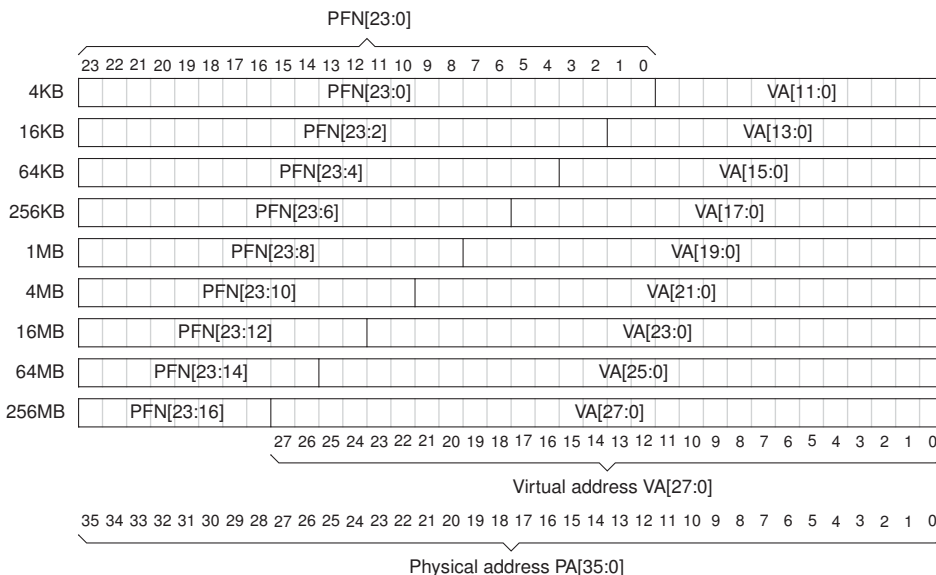 PFN[23:0]
23 22 21 20 19 18 17 16 15 14 13 12 11 10 9 8 7 6 5 4 3 2 1 0
4KB PFN[23:0] VA[11:0]
16KB PFN[23:2] VA[13:0]
64KB PFN[23:4] VA[15:0]
256KB PFN[23:6] VA[17:0]
1MB PFN[23:8] VA[19:0]
4MB PFN[23:10] VA[21:0]
16MB PFN[23:12] VA[23:0]
64MB PFN[23:14] VA[25:0]
256MB PFN[23:16] VA[27:0]
27 26 25 24 23 22 21 20 19 18 17 16 15 14 13 12 11 10 9 8 7 6 5 4 3 2 1 0
Virtual address VA[27:0]
35 34 33 32 31 30 29 28 27 26 25 24 23 22 21 20 19 18 17 16 15 14 13 12 11 10 9 8 7 6 5 4 3 2 1 0
Physical address PA[35:0]